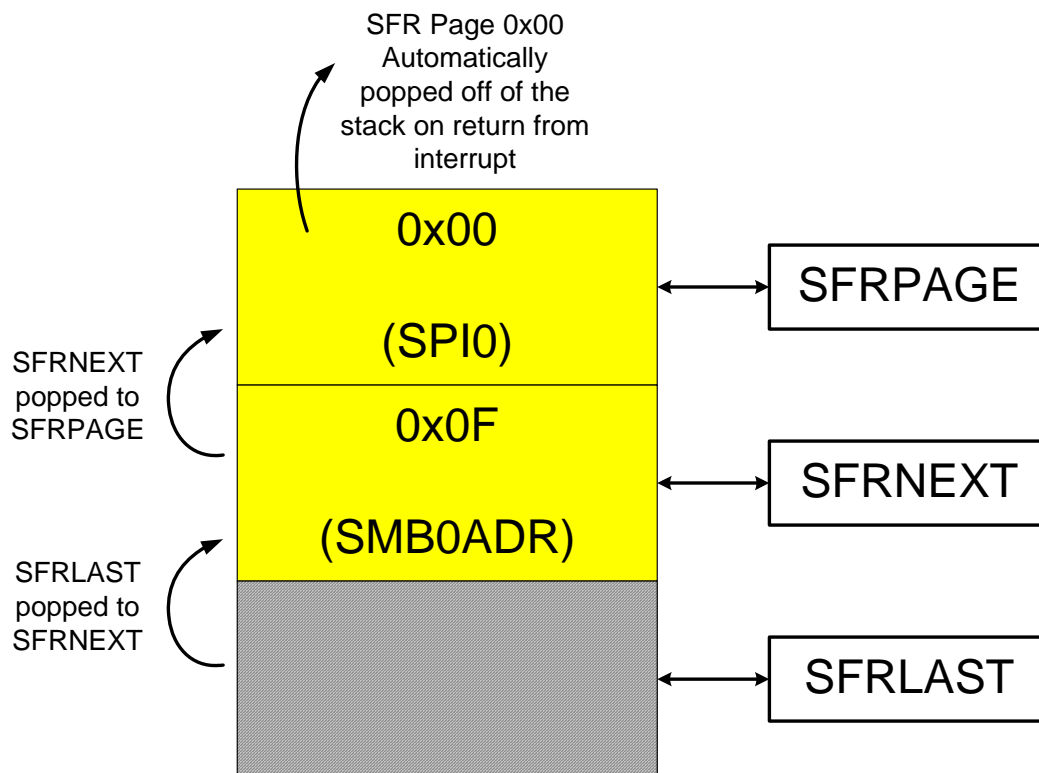 SFR Page 0x00
Automatically
popped off of the
stack on return from
interrupt
0x00
(SPI0)
SFRPAGE
SFRNEXT
popped to
SFRPAGE
0x0F
(SMB0ADR)
SFRNEXT
SFRLAST
popped to
SFRNEXT
SFRLAST